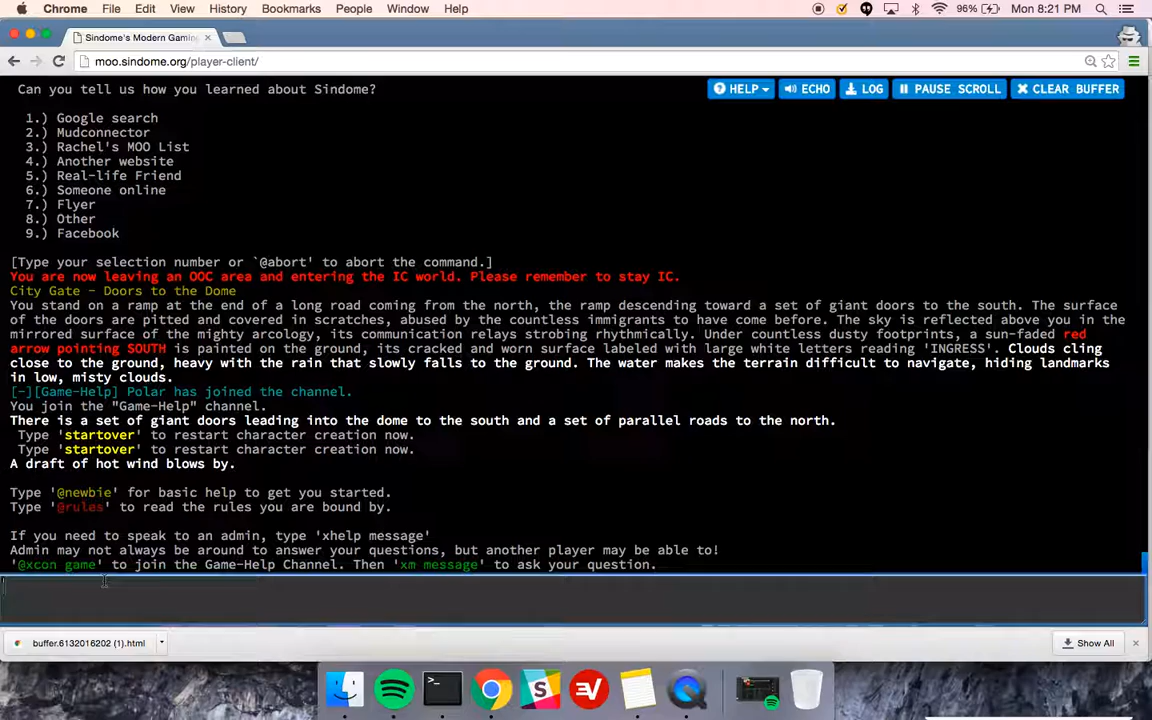 Chrome File Edit View History Bookmarks People Window Help 96% Mon 8:21 PM
Sindome's Modern Gaming
moo.sindome.org/player-client/
HELP ECHO LOG PAUSE SCROLL CLEAR BUFFER
Can you tell us how you learned about Sindome?
1.) Google search
2.) Mudconnector
3.) Rachel's MOO List
4.) Another website
5.) Real-life Friend
6.) Someone online
7.) Flyer
8.) Other
9.) Facebook
[Type your selection number or `@abort' to abort the command.]
You are now leaving an OOC area and entering the IC world. Please remember to stay IC.
City Gate - Doors to the Dome
You stand on a ramp at the end of a long road coming from the north, the ramp descending toward a set of giant doors to the south. The surface
of the doors are pitted and covered in scratches, abused by the countless immigrants to have come before. The sky is reflected above you in the
mirrored surface of the mighty arcology, its communication relays strobing rhythmically. Under countless dusty footprints, a sun-faded red
arrow pointing SOUTH is painted on the ground, its cracked and worn surface labeled with large white letters reading 'INGRESS'. Clouds cling
close to the ground, heavy with the rain that slowly falls to the ground. The water makes the terrain difficult to navigate, hiding landmarks
in low, misty clouds.
[-][Game-Help] Polar has joined the channel.
You join the "Game-Help" channel.
There is a set of giant doors leading into the dome to the south and a set of parallel roads to the north.
Type 'startover' to restart character creation now.
Type 'startover' to restart character creation now.
A draft of hot wind blows by.
Type '@newbie' for basic help to get you started.
Type '@rules' to read the rules you are bound by.
If you need to speak to an admin, type 'xhelp message'
Admin may not always be around to answer your questions, but another player may be able to!
'@xcon game' to join the Game-Help Channel. Then 'xm message' to ask your question.
buffer.6132016202 (1).html Show All